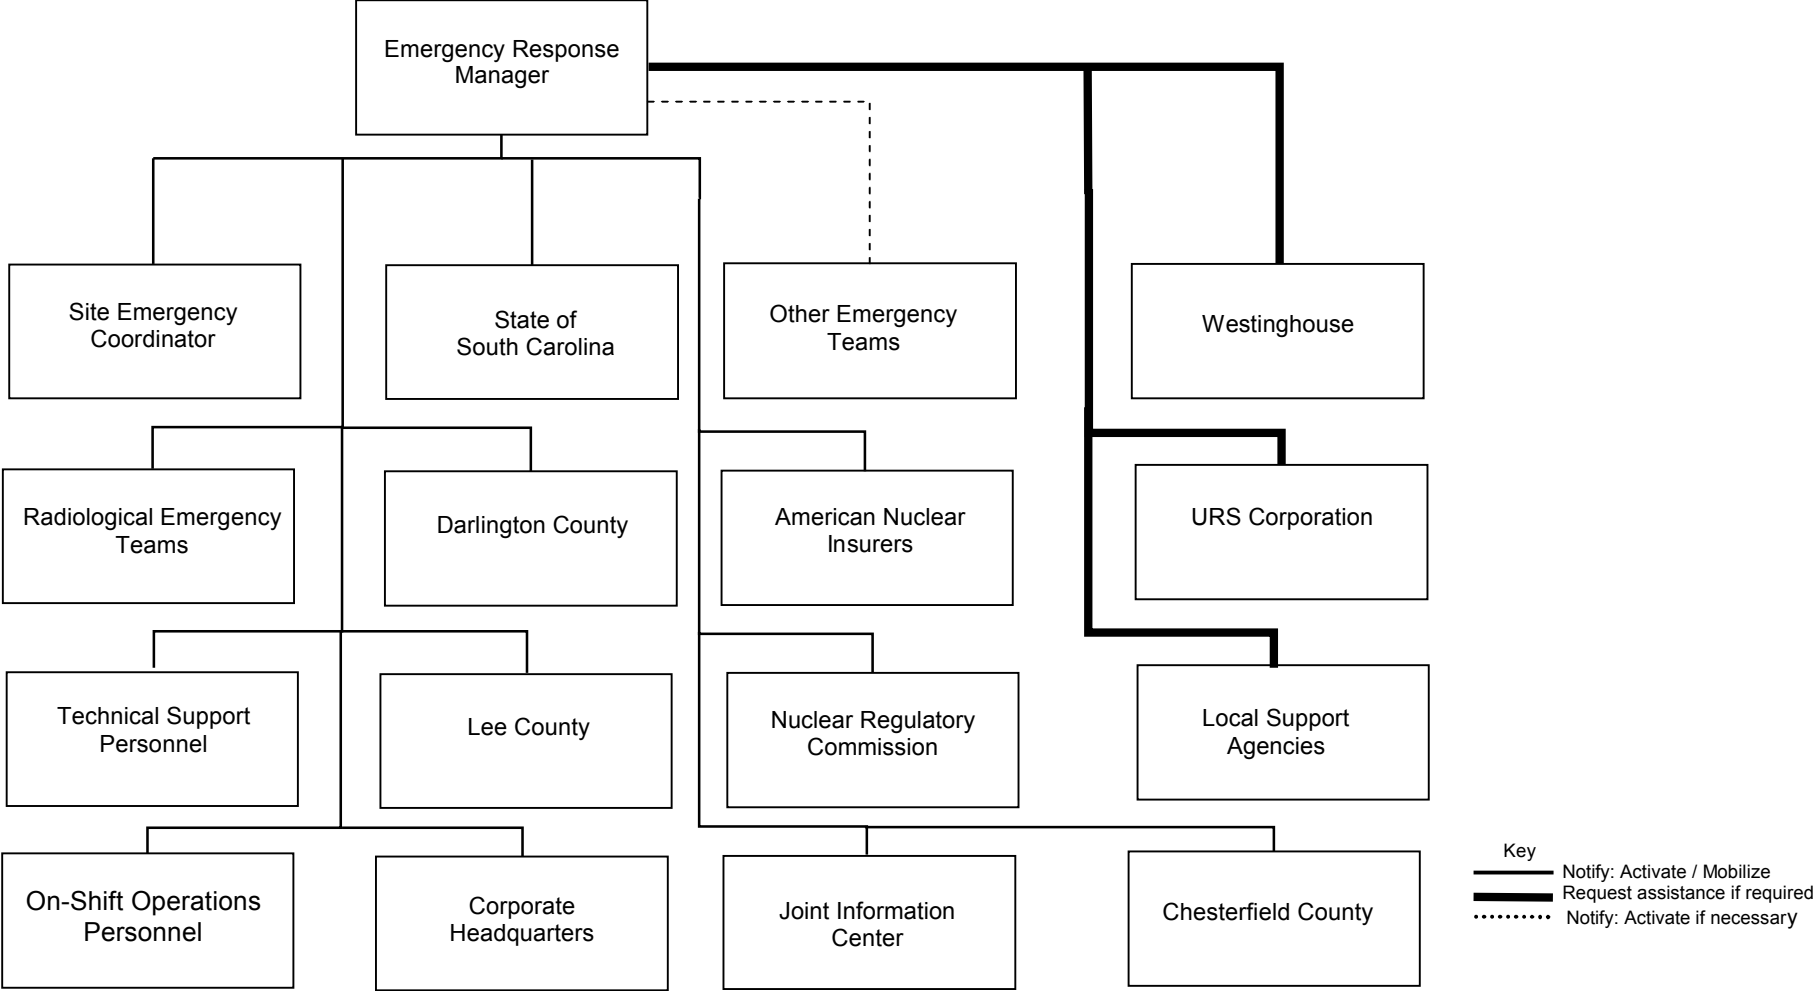 Emergency Response
Manager
Site Emergency
Coordinator
State of
South Carolina
Other Emergency
Teams
Westinghouse
Radiological Emergency
Teams
Darlington County
American Nuclear
Insurers
URS Corporation
Technical Support
Personnel
Lee County
Nuclear Regulatory
Commission
Local Support
Agencies
On-Shift Operations
Personnel
Corporate
Headquarters
Joint Information
Center
Chesterfield County
Key
Notify: Activate / Mobilize
Request assistance if required
Notify: Activate if necessary